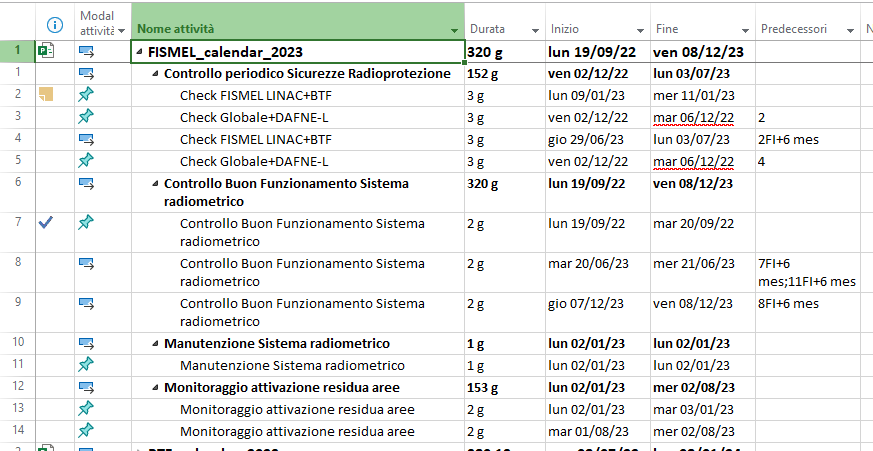 Modal
attività Nome attività Durata Inizio Fine Predecessori N
1 FISMEL_calendar_2023 320 g lun 19/09/22 ven 08/12/23
1 Controllo periodico Sicurezze Radioprotezione 152 g ven 02/12/22 lun 03/07/23
2 Check FISMEL LINAC+BTF 3 g lun 09/01/23 mer 11/01/23
3 Check Globale+DAFNE-L 3 g ven 02/12/22 mar 06/12/22 2
4 Check FISMEL LINAC+BTF 3 g gio 29/06/23 lun 03/07/23 2FI+6 mes
5 Check Globale+DAFNE-L 3 g ven 02/12/22 mar 06/12/22 4
6 Controllo Buon Funzionamento Sistema 320 g lun 19/09/22 ven 08/12/23
radiometrico
7 Controllo Buon Funzionamento Sistema 2 g lun 19/09/22 mar 20/09/22
radiometrico
8 Controllo Buon Funzionamento Sistema 2 g mar 20/06/23 mer 21/06/23 7FI+6
radiometrico mes;11FI+6 mes
9 Controllo Buon Funzionamento Sistema 2 g gio 07/12/23 ven 08/12/23 8FI+6 mes
radiometrico
10 Manutenzione Sistema radiometrico 1 g lun 02/01/23 lun 02/01/23
11 Manutenzione Sistema radiometrico 1 g lun 02/01/23 lun 02/01/23
12 Monitoraggio attivazione residua aree 153 g lun 02/01/23 mer 02/08/23
13 Monitoraggio attivazione residua aree 2 g lun 02/01/23 mar 03/01/23
14 Monitoraggio attivazione residua aree 2 g mar 01/08/23 mer 02/08/23